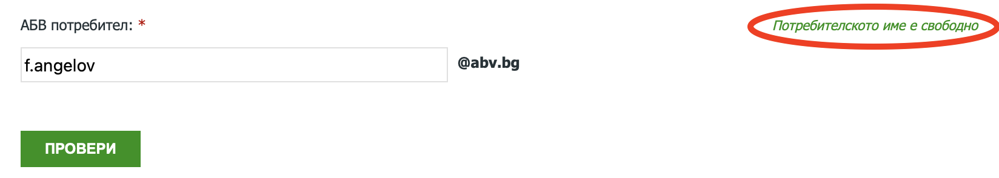 АБВ потребител: *
Потребителското име е свободно
f.angelov
@abv.bg
ПРОВЕРИ